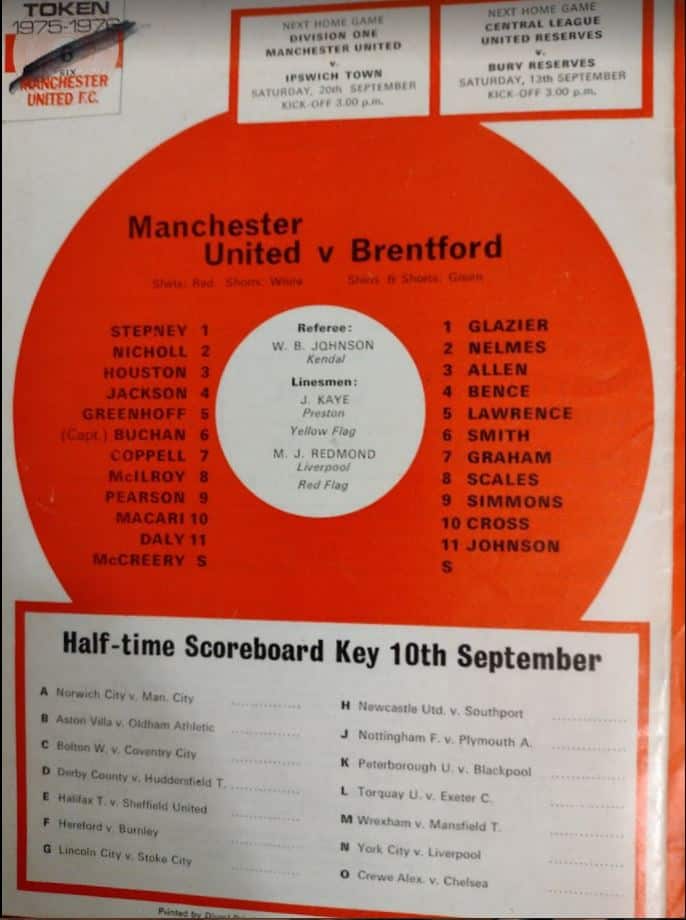 TOKEN
1975-1976
6
SIX
MANCHESTER
UNITED F.C.
NEXT HOME GAME
DIVISION ONE
MANCHESTER UNITED
v.
IPSWICH TOWN
SATURDAY, 20th SEPTEMBER
KICK-OFF 3.00 p.m.
NEXT HOME GAME
CENTRAL LEAGUE
UNITED RESERVES
v.
BURY RESERVES
SATURDAY, 13th SEPTEMBER
KICK-OFF 3.00 p.m.
Manchester
United v Brentford
Shirts: Red Shorts: White
Shirts & Shorts: Green
STEPNEY 1
NICHOLL 2
HOUSTON 3
JACKSON 4
GREENHOFF 5
(Capt.) BUCHAN 6
COPPELL 7
McILROY 8
PEARSON 9
MACARI 10
DALY 11
McCREERY S
Referee:
W. B. JOHNSON
Kendal
Linesmen:
J. KAYE
Preston
Yellow Flag
M. J. REDMOND
Liverpool
Red Flag
1 GLAZIER
2 NELMES
3 ALLEN
4 BENCE
5 LAWRENCE
6 SMITH
7 GRAHAM
8 SCALES
9 SIMMONS
10 CROSS
11 JOHNSON
S
Half-time Scoreboard Key 10th September
A Norwich City v. Man. City ..............
B Aston Villa v. Oldham Athletic ..............
C Bolton W. v. Coventry City ..............
D Derby County v. Huddersfield T. ..............
E Halifax T. v. Sheffield United ..............
F Hereford v. Burnley ..............
G Lincoln City v. Stoke City ..............
H Newcastle Utd. v. Southport ..............
J Nottingham F. v. Plymouth A. ..............
K Peterborough U. v. Blackpool ..............
L Torquay U. v. Exeter C. ..............
M Wrexham v. Mansfield T. ..............
N York City v. Liverpool ..............
O Crewe Alex. v. Chelsea ..............
Printed by